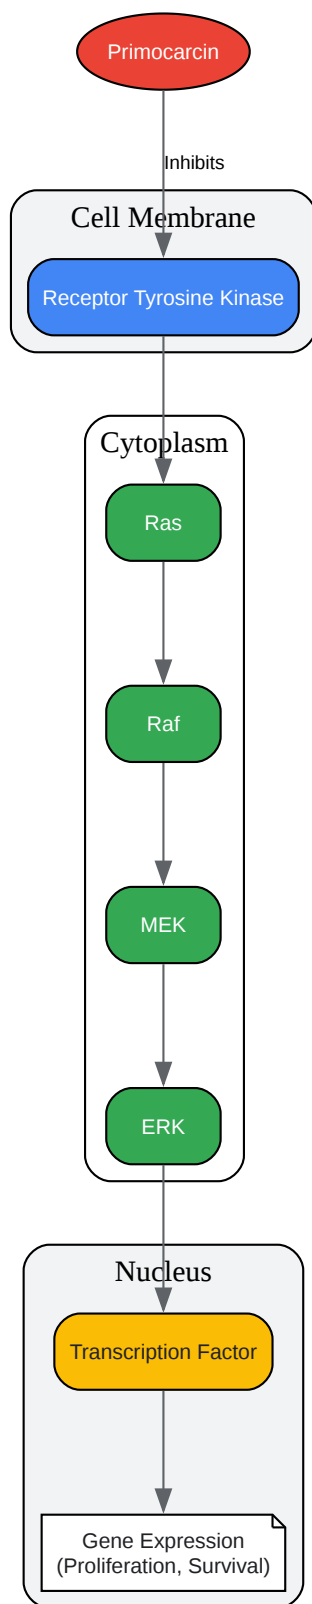 Primocarcin
Inhibits
Cell Membrane
Receptor Tyrosine Kinase
Cytoplasm
Ras
Raf
MEK
ERK
Nucleus
Transcription Factor
Gene Expression
(Proliferation, Survival)